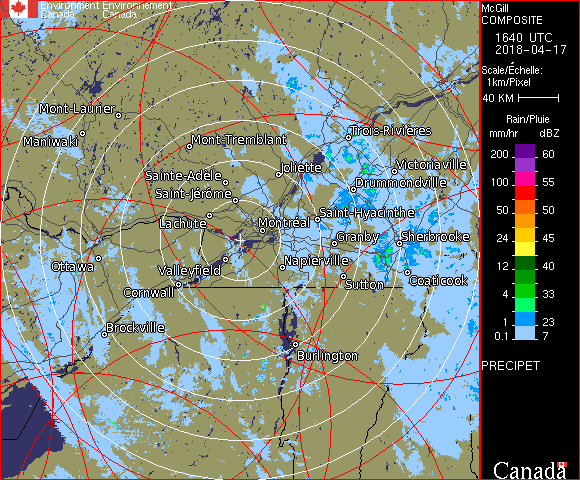 Environment Environnement
Canada Canada
McGill
COMPOSITE
1640 UTC
2018-04-17
Scale/Échelle:
1km/Pixel
40 KM
Rain/Pluie
mm/hr dBZ
200 60
100 55
50 50
24 45
12 40
4 33
1 23
0.1 7
PRECIPET
Canada
Mont-Laurier
Maniwaki
Mont-Tremblant
Trois-Rivières
Joliette
Victoriaville
Sainte-Adèle
Drummondville
Saint-Jérôme
Lachute
Saint-Hyacinthe
Montréal
Granby
Sherbrooke
Ottawa
Valleyfield
Napierville
Cornwall
Sutton
Coaticook
Brockville
Burlington